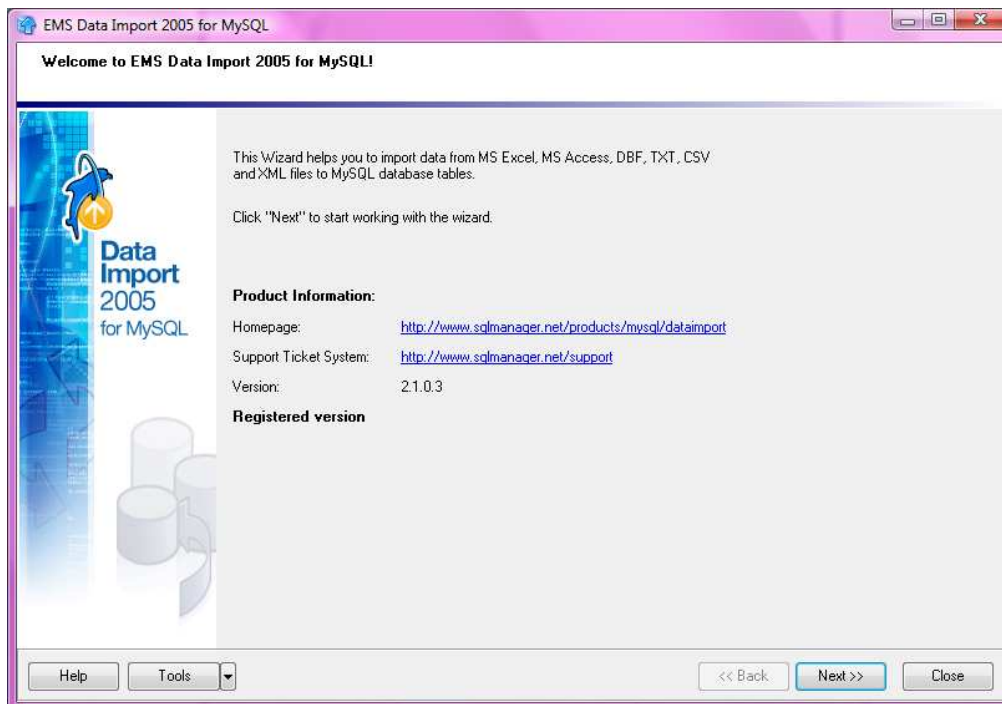 EMS Data Import 2005 for MySQL
Welcome to EMS Data Import 2005 for MySQL!
Data
Import
2005
for MySQL
This Wizard helps you to import data from MS Excel, MS Access, DBF, TXT, CSV
and XML files to MySQL database tables.
Click "Next" to start working with the wizard.
Product Information:
Homepage: http://www.sqlmanager.net/products/mysql/dataimport
Support Ticket System: http://www.sqlmanager.net/support
Version: 2.1.0.3
Registered version
Help Tools << Back Next >> Close